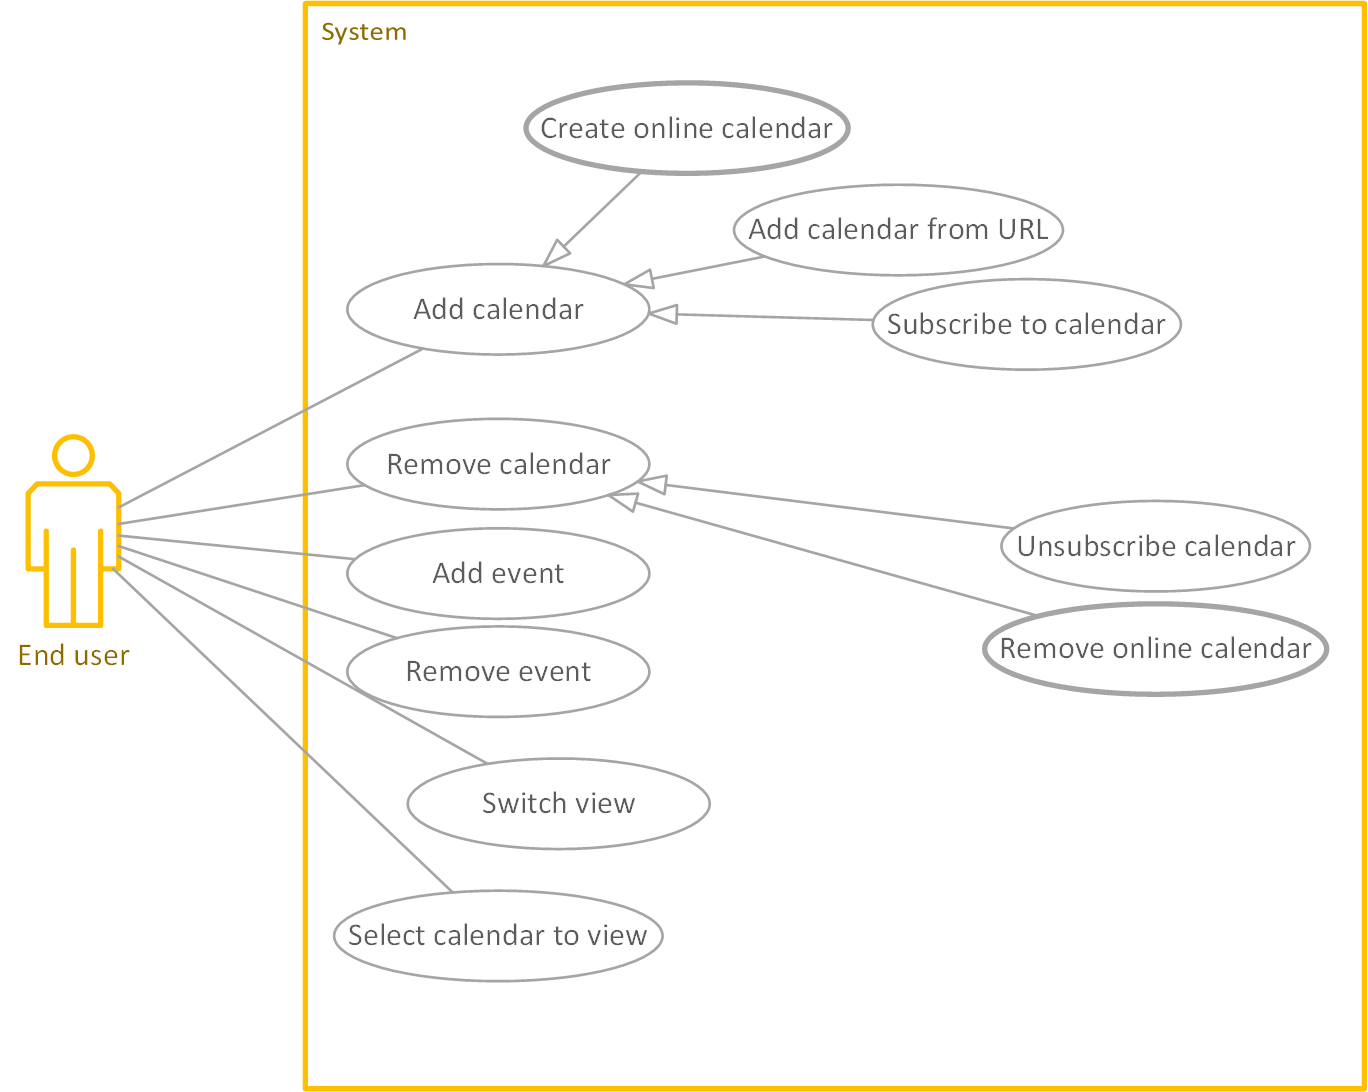 System
Create online calendar
Add calendar from URL
Add calendar
Subscribe to calendar
Remove calendar
Unsubscribe calendar
Add event
Remove online calendar
End user
Remove event
Switch view
Select calendar to view